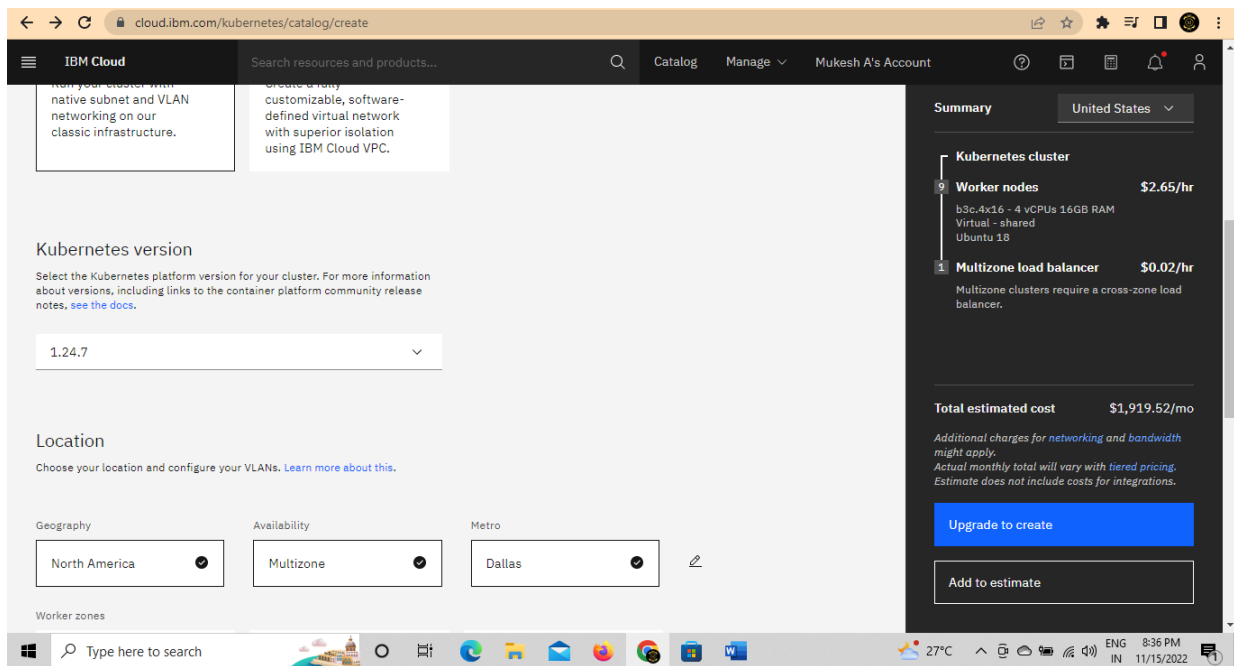 cloud.ibm.com/kubernetes/catalog/create
IBM Cloud
Search resources and products...
Catalog
Manage
Mukesh A's Account
Run your cluster with
native subnet and VLAN
networking on our
classic infrastructure.
Create a fully
customizable, software-
defined virtual network
with superior isolation
using IBM Cloud VPC.
Kubernetes version
Select the Kubernetes platform version for your cluster. For more information
about versions, including links to the container platform community release
notes, see the docs.
1.24.7
Location
Choose your location and configure your VLANs. Learn more about this.
Geography
Availability
Metro
North America
Multizone
Dallas
Worker zones
Summary
United States
Kubernetes cluster
9 Worker nodes $2.65/hr
b3c.4x16 - 4 vCPUs 16GB RAM
Virtual - shared
Ubuntu 18
1 Multizone load balancer $0.02/hr
Multizone clusters require a cross-zone load
balancer.
Total estimated cost $1,919.52/mo
Additional charges for networking and bandwidth
might apply.
Actual monthly total will vary with tiered pricing.
Estimate does not include costs for integrations.
Upgrade to create
Add to estimate
Type here to search
27°C
ENG
IN
8:36 PM
11/15/2022
1